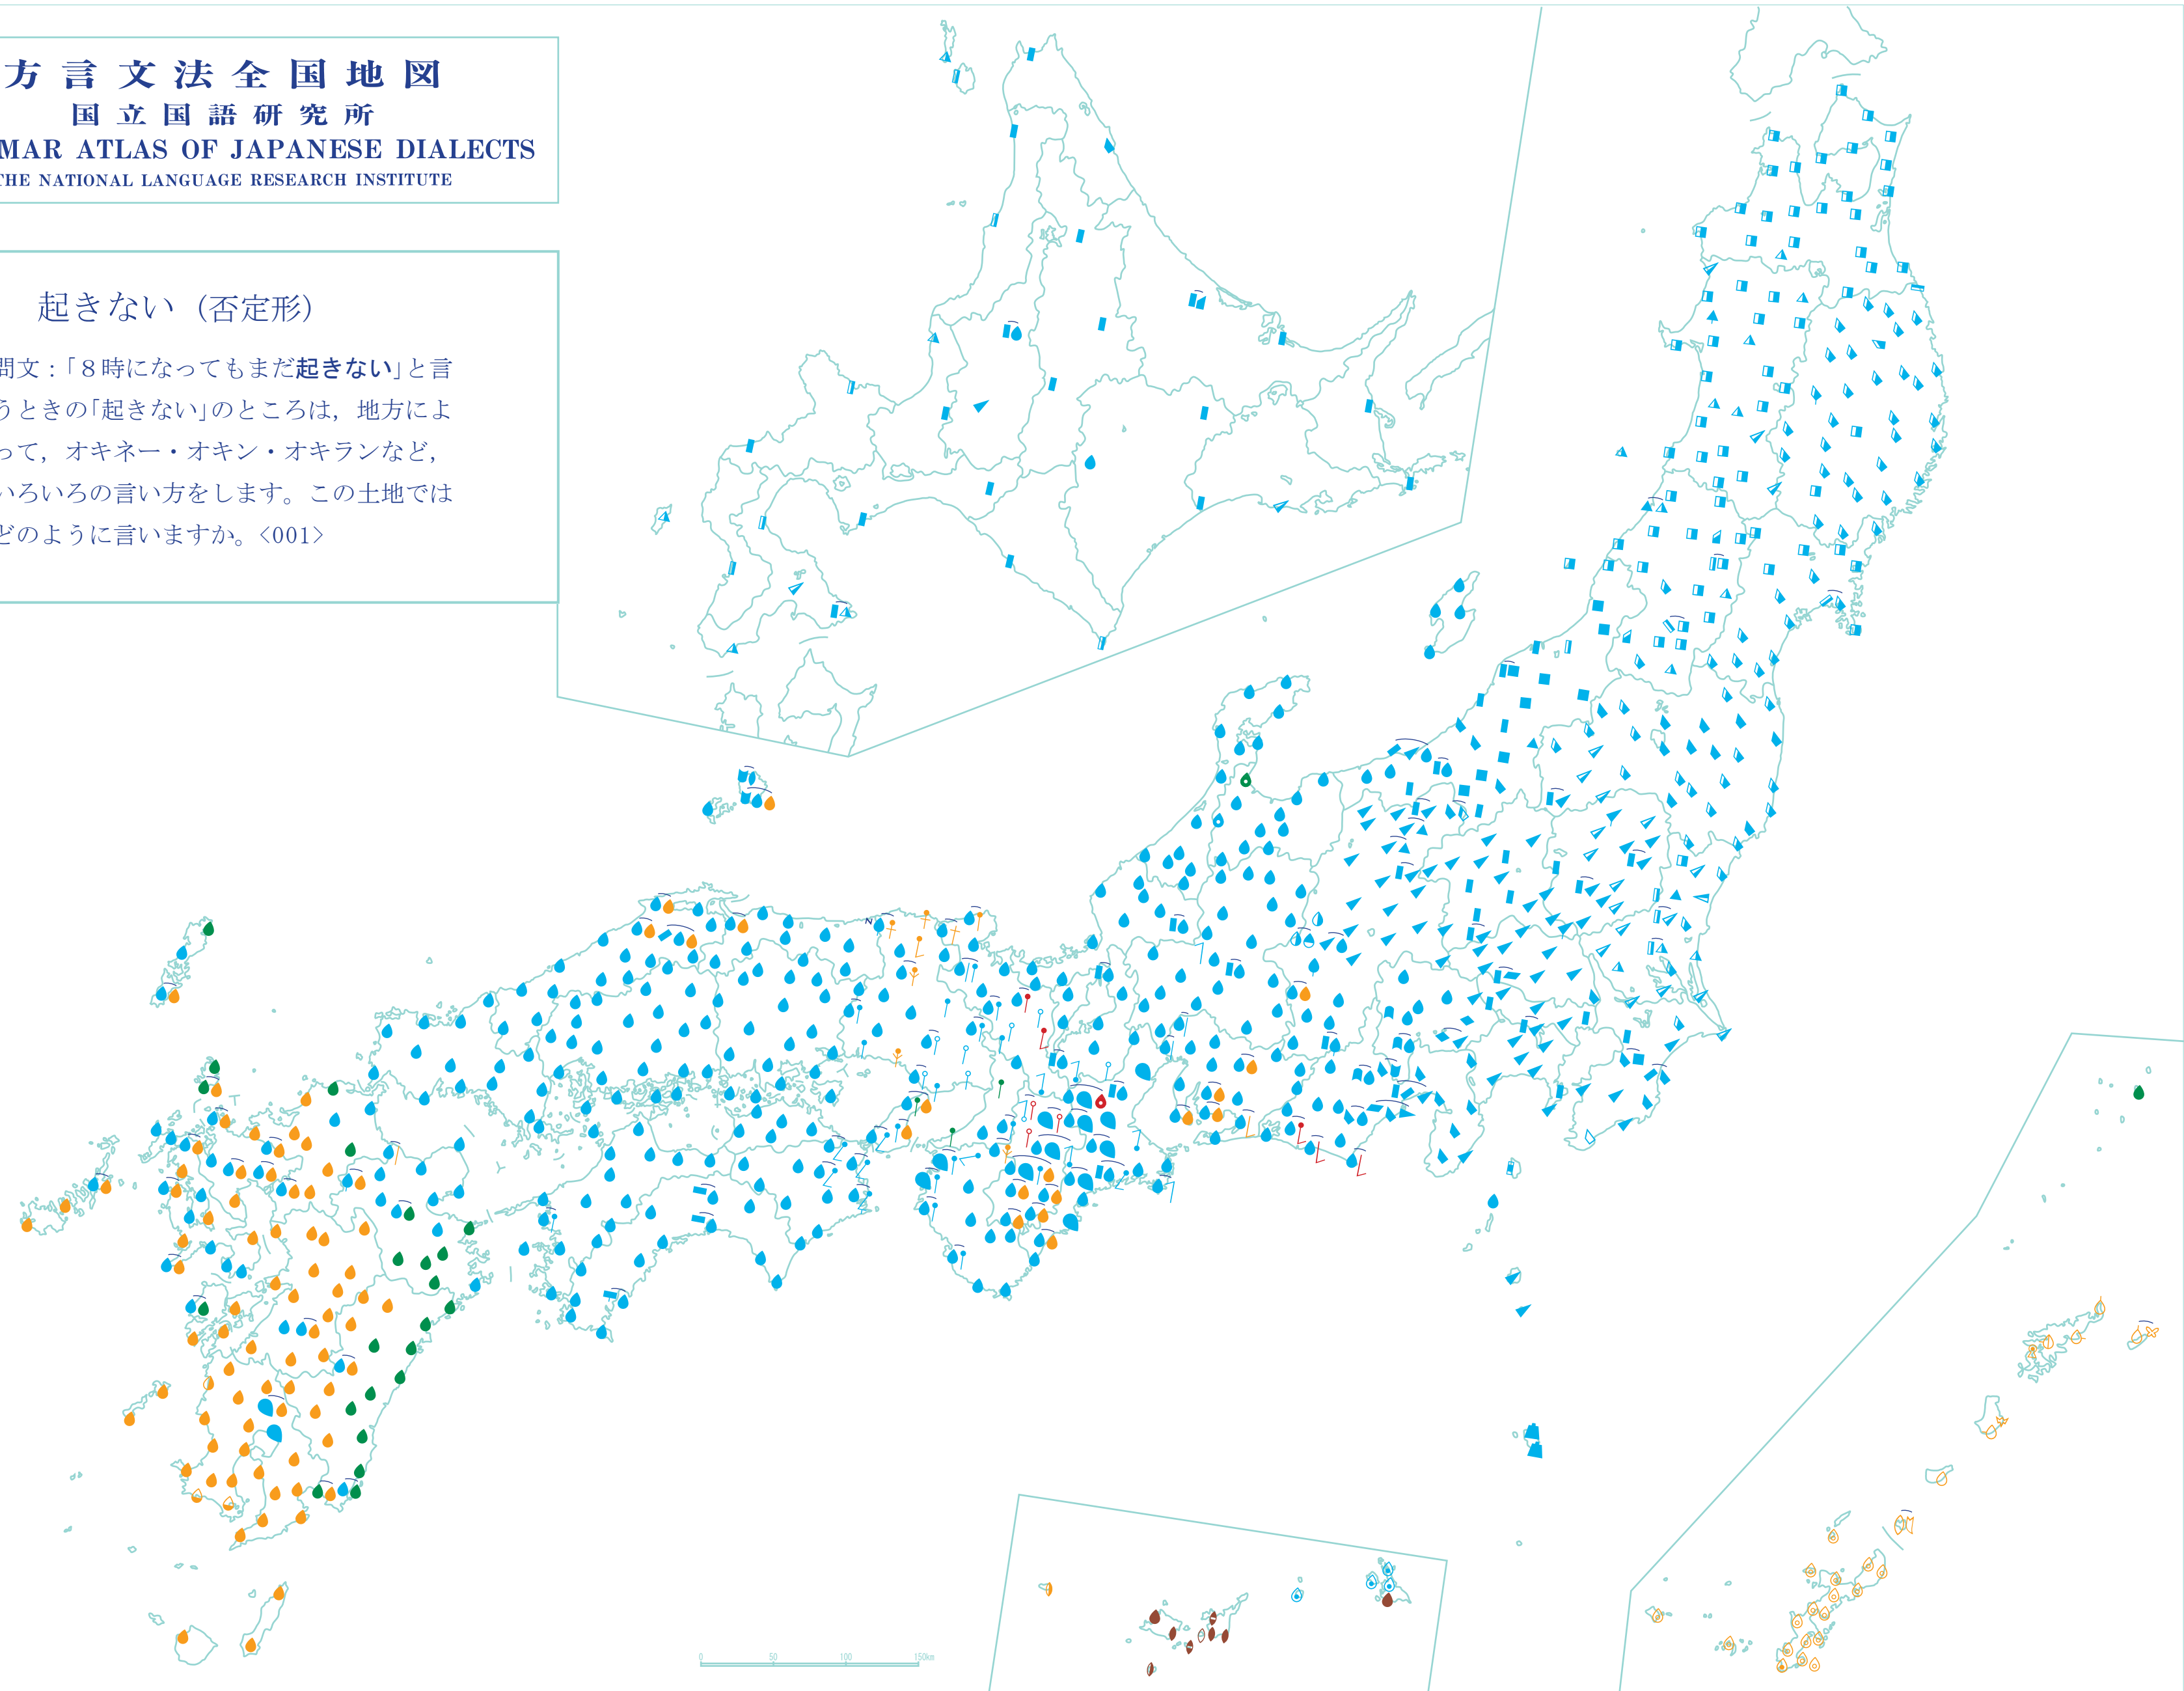 方言文法全国地図
国立国語研究所
MAR ATLAS OF JAPANESE DIALECTS
THE NATIONAL LANGUAGE RESEARCH INSTITUTE
起きない（否定形）
問文：「８時になってもまだ起きない」と言
うときの「起きない」のところは，地方によ
って，オキネー・オキン・オキランなど，
いろいろの言い方をします。この土地では
どのように言いますか。<001>
N
0 50 100 150km